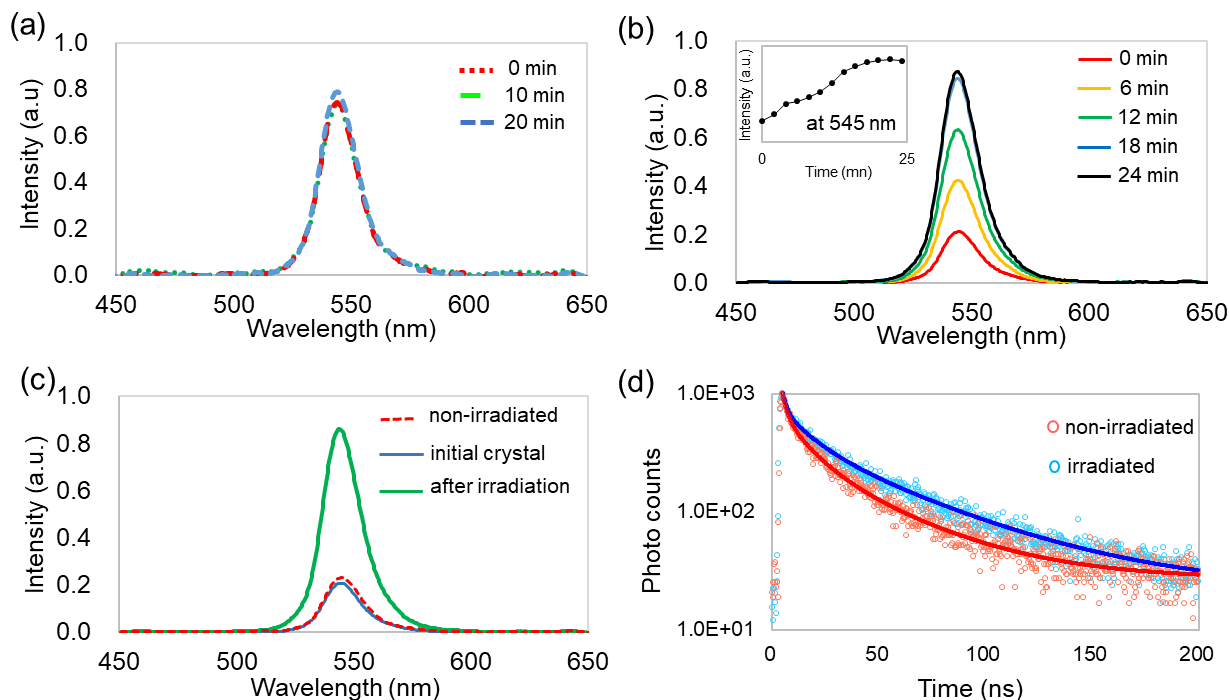 (a)
1.0
0.8
0.6
0.4
0.2
0.0
Intensity (a.u)
0 min
10 min
20 min
450
500
550
600
650
Wavelength (nm)
(b)
1.0
0.8
0.6
0.4
0.2
0.0
Intensity (a.u.)
Intensity (a.u.)
at 545 nm
0
25
Time (mn)
0 min
6 min
12 min
18 min
24 min
450
500
550
600
650
Wavelength (nm)
(c)
1.0
0.8
0.6
0.4
0.2
0.0
Intensity (a.u.)
non-irradiated
initial crystal
after irradiation
450
500
550
600
650
Wavelength (nm)
(d)
1.0E+03
1.0E+02
1.0E+01
Photo counts
non-irradiated
irradiated
0
50
100
150
200
Time (ns)